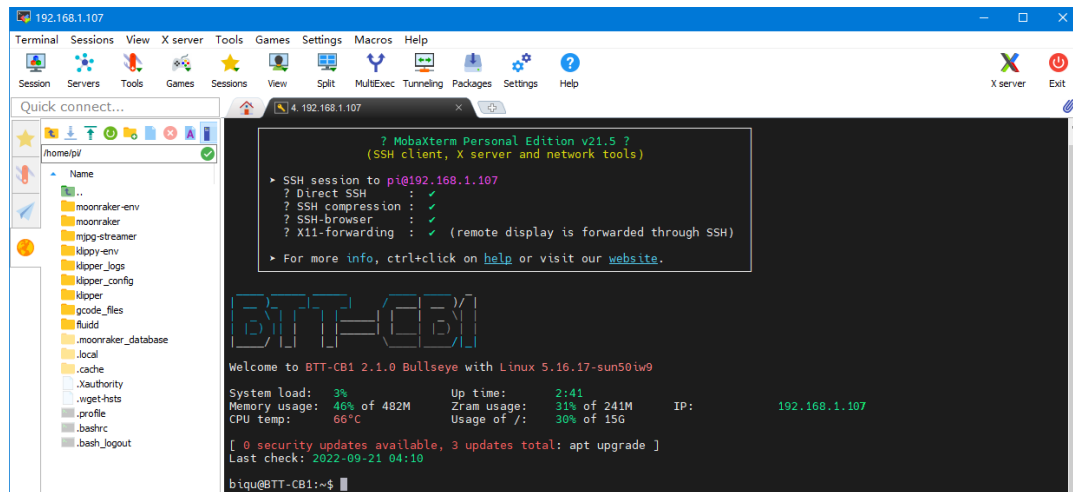 192.168.1.107
Terminal Sessions View X server Tools Games Settings Macros Help
Session Servers Tools Games Sessions View Split MultiExec Tunneling Packages Settings Help X server Exit
Quick connect...
4. 192.168.1.107
/home/pi/
Name
..
moonraker-env
moonraker
mjpg-streamer
klippy-env
klipper_logs
klipper_config
klipper
gcode_files
fluidd
.moonraker_database
.local
.cache
.Xauthority
.wget-hsts
.profile
.bashrc
.bash_logout
? MobaXterm Personal Edition v21.5 ?
(SSH client, X server and network tools)
➤ SSH session to pi@192.168.1.107
? Direct SSH : ✔
? SSH compression : ✔
? SSH-browser : ✔
? X11-forwarding : ✔ (remote display is forwarded through SSH)
➤ For more info, ctrl+click on help or visit our website.
BTT-CB1
Welcome to BTT-CB1 2.1.0 Bullseye with Linux 5.16.17-sun50iw9
System load: 3% Up time: 2:41
Memory usage: 46% of 482M Zram usage: 31% of 241M IP: 192.168.1.107
CPU temp: 66°C Usage of /: 30% of 15G
[ 0 security updates available, 3 updates total: apt upgrade ]
Last check: 2022-09-21 04:10
biqu@BTT-CB1:~$